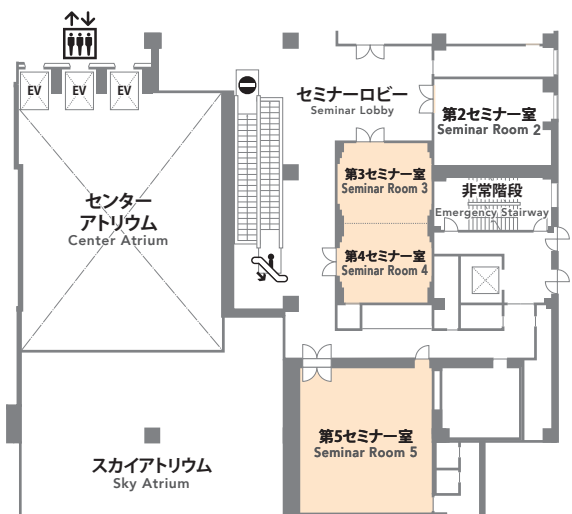 EV
EV
EV
セミナーロビー
Seminar Lobby
第2セミナー室
Seminar Room 2
第3セミナー室
Seminar Room 3
非常階段
Emergency Stairway
センター
アトリウム
Center Atrium
第4セミナー室
Seminar Room 4
第5セミナー室
Seminar Room 5
スカイアトリウム
Sky Atrium